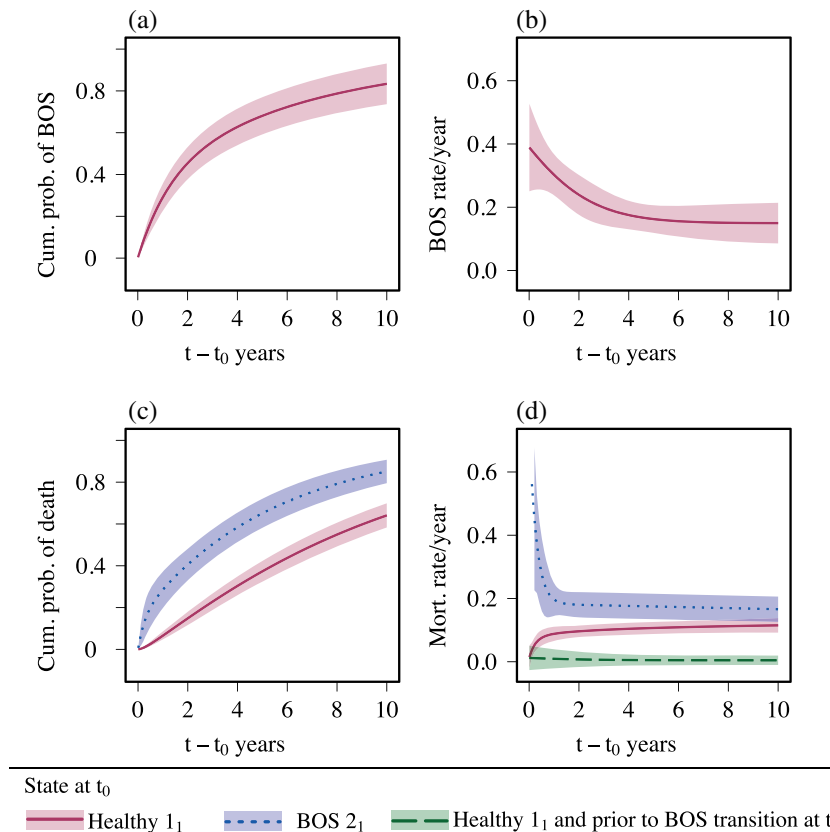 (a)
Cum. prob. of BOS
0.8
0.4
0
0 2 4 6 8 10
t – t₀ years
(b)
BOS rate/year
0.6
0.4
0.2
0.0
0 2 4 6 8 10
t – t₀ years
(c)
Cum. prob. of death
0.8
0.4
0
0 2 4 6 8 10
t – t₀ years
(d)
Mort. rate/year
0.6
0.4
0.2
0.0
0 2 4 6 8 10
t – t₀ years
State at t₀
Healthy 1₁ BOS 2₁ Healthy 1₁ and prior to BOS transition at t